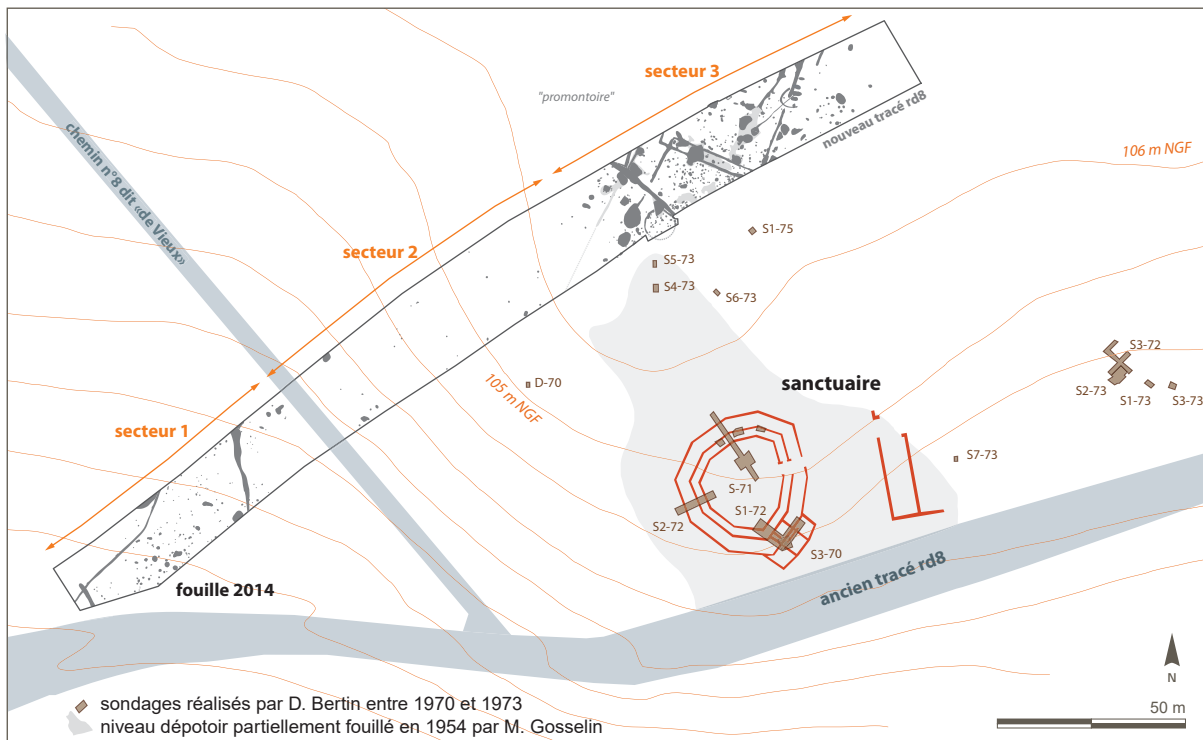 secteur 3
"promontoire"
nouveau tracé rd8
106 m NGF
chemin n°8 dit «de Vieux»
secteur 2
S1-75
S5-73
S4-73
S6-73
S3-72
D-70
105 m NGF
sanctuaire
S2-73
S1-73
S3-73
secteur 1
S7-73
S-71
S1-72
S2-72
S3-70
fouille 2014
ancien tracé rd8
N
sondages réalisés par D. Bertin entre 1970 et 1973
50 m
niveau dépotoir partiellement fouillé en 1954 par M. Gosselin